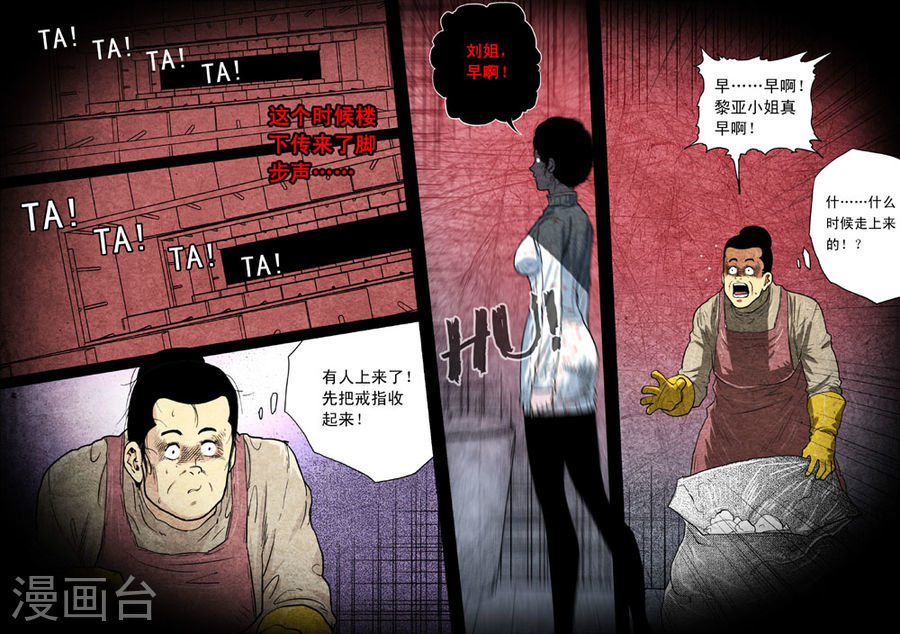 TA!
TA!
TA!
TA!
这个时候楼
下传来了脚
步声……
TA!
TA!
TA!
TA!
有人上来了！
先把戒指收
起来！
刘姐，
早啊！
HU!
早……早啊！
黎亚小姐真
早啊！
什……什么
时候走上来
的！？
漫画台